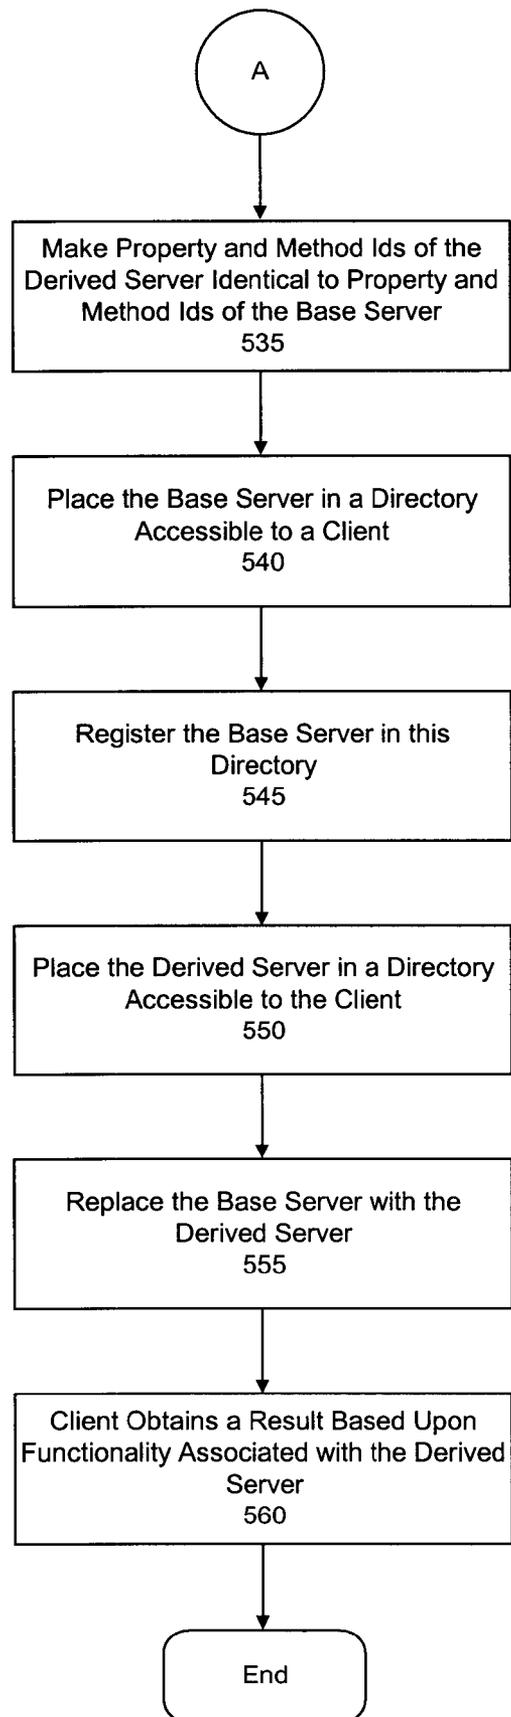 A
Make Property and Method Ids of the
Derived Server Identical to Property and
Method Ids of the Base Server
535
Place the Base Server in a Directory
Accessible to a Client
540
Register the Base Server in this
Directory
545
Place the Derived Server in a Directory
Accessible to the Client
550
Replace the Base Server with the
Derived Server
555
Client Obtains a Result Based Upon
Functionality Associated with the Derived
Server
560
End